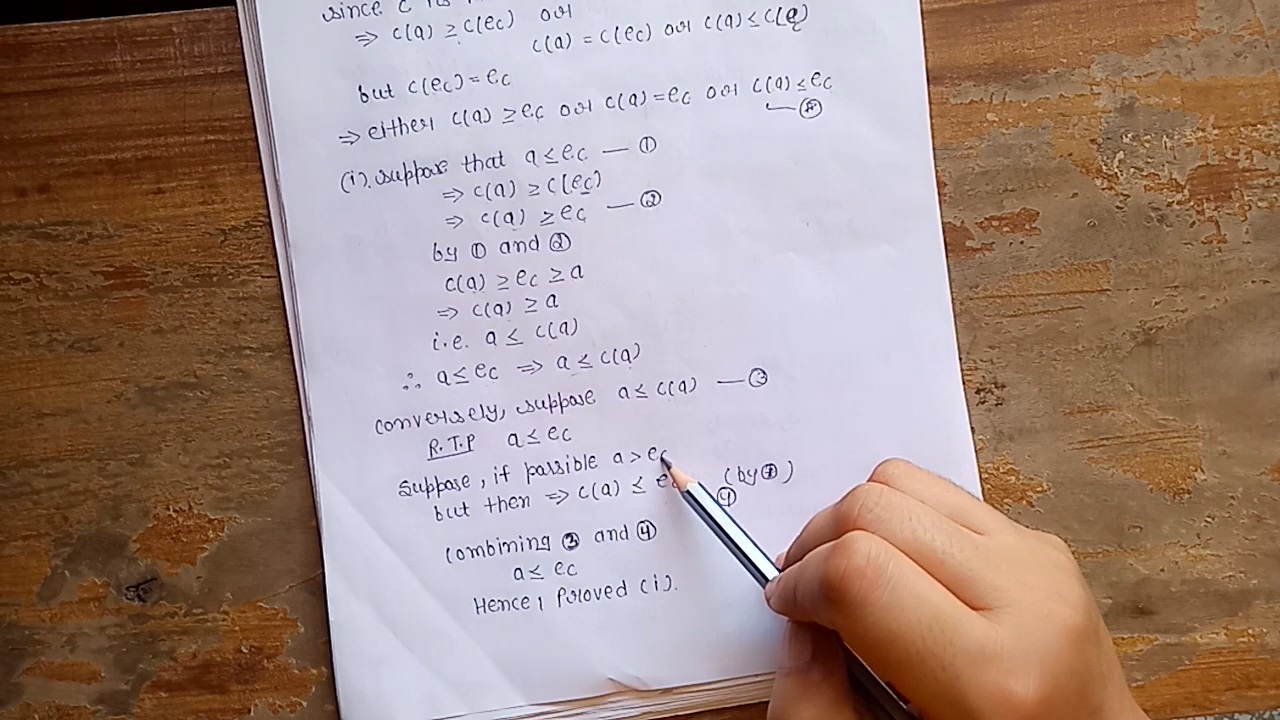 since c is
⇒ c(a) ≥ c(ec) or
c(a) = c(ec) or c(a) ≤ c(e
but c(ec) = ec
⇒ either c(a) ≥ ec or c(a) = ec or c(a) ≤ ec
— ⊛
(i). suppose that a ≤ ec — ①
⇒ c(a) ≥ c(ec)
⇒ c(a) ≥ ec — ②
by ① and ②
c(a) ≥ ec ≥ a
⇒ c(a) ≥ a
i.e. a ≤ c(a)
∴ a ≤ ec ⇒ a ≤ c(a)
conversely, suppose a ≤ c(a) — ③
R.T.P a ≤ ec
Suppose, if possible a > ec
but then ⇒ c(a) ≤ (by )
④
combining ③ and ④
a ≤ ec
Hence, Proved (i).